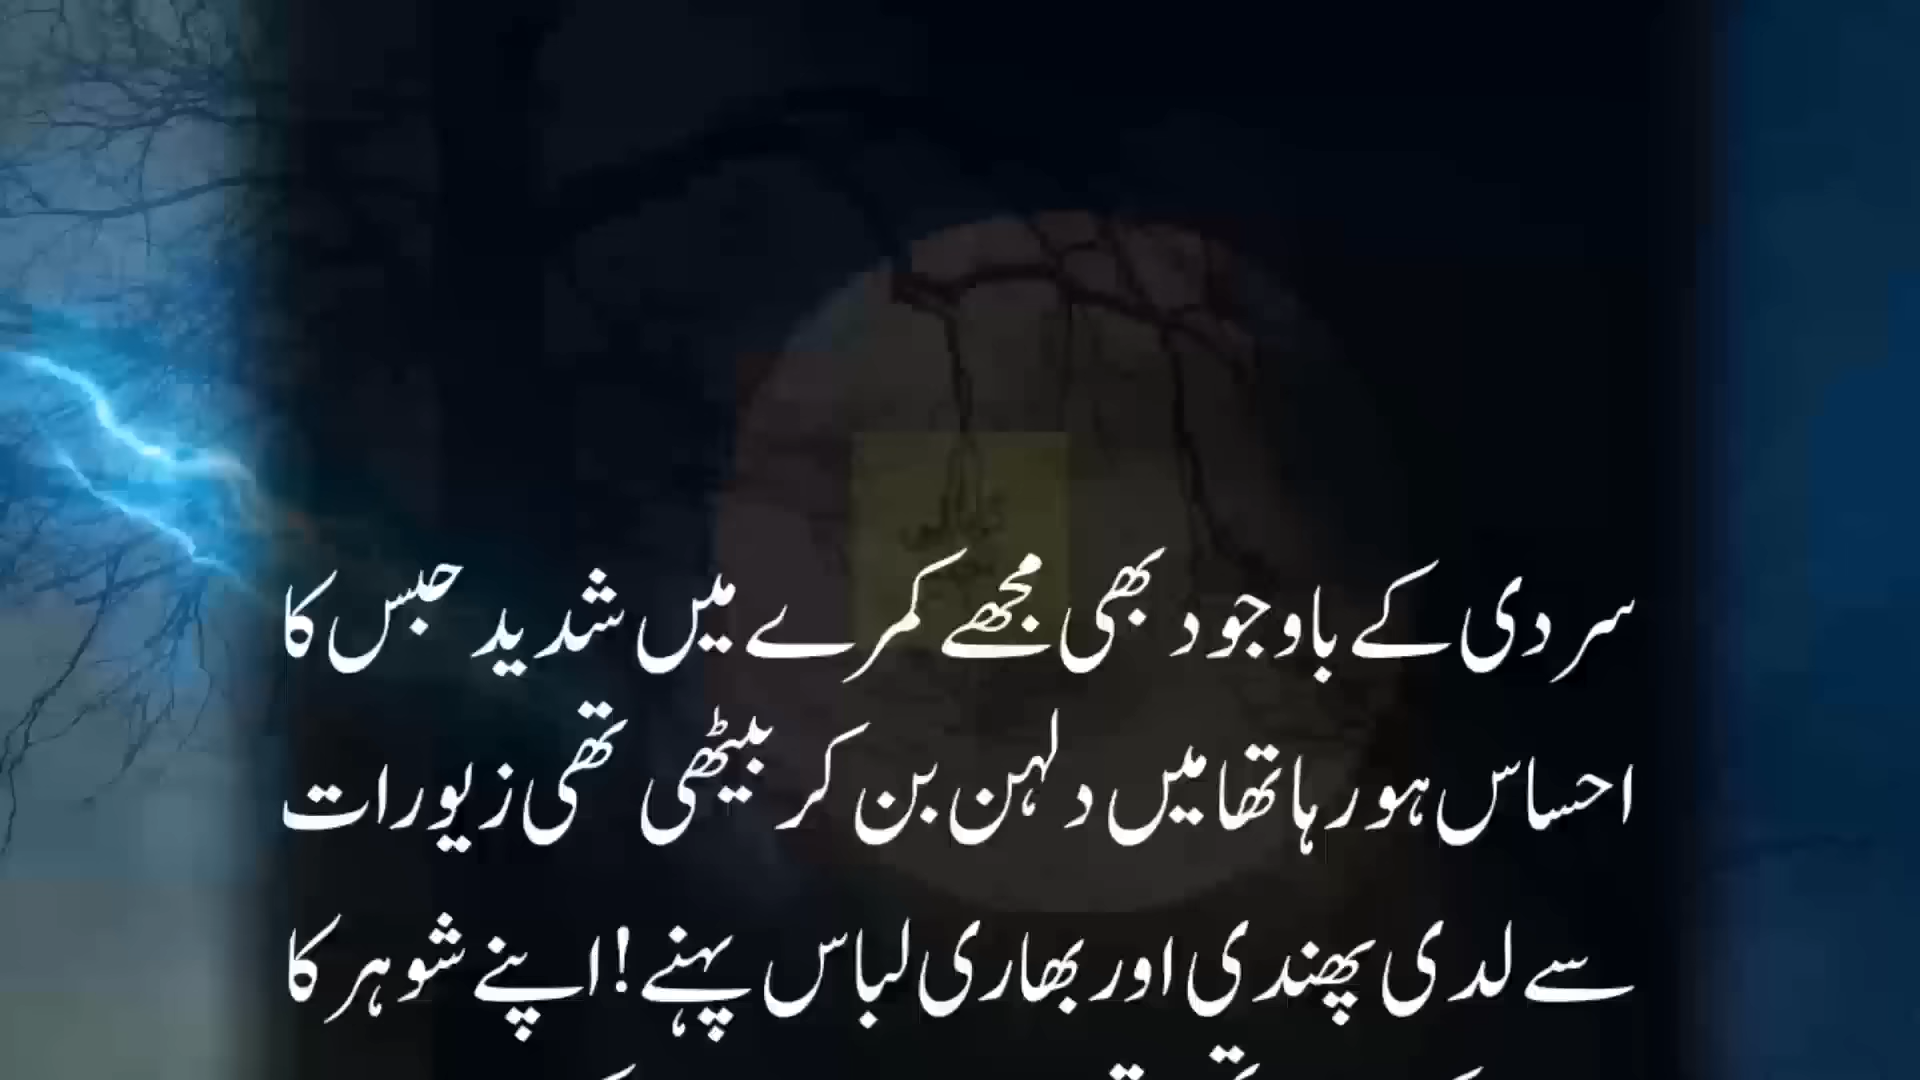 سردی کے باوجود بھی مجھے کمرے میں شدید حبس کا
احساس ہو رہا تھا میں دلہن بن کر بیٹھی تھی زیورات
سے لدی پھندی اور بھاری لباس پہنے! اپنے شوہر کا